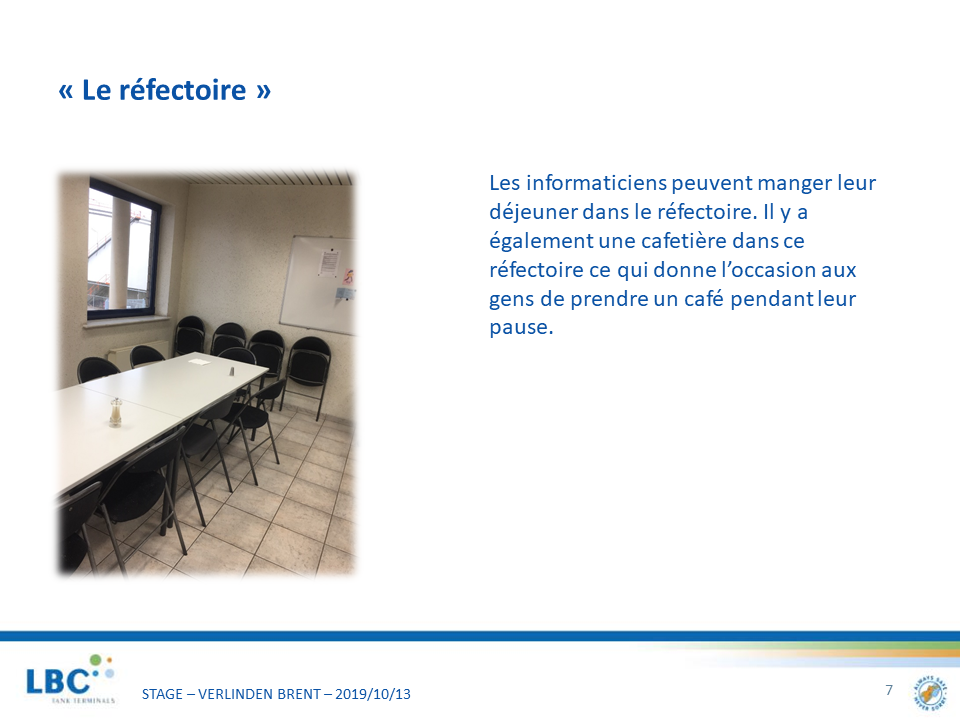 « Le réfectoire »
Les informaticiens peuvent manger leur
déjeuner dans le réfectoire. Il y a
également une cafetière dans ce
réfectoire ce qui donne l’occasion aux
gens de prendre un café pendant leur
pause.
LBC
TANK TERMINALS
STAGE – VERLINDEN BRENT – 2019/10/13
7
ALWAYS SAFE
NEVER SORRY